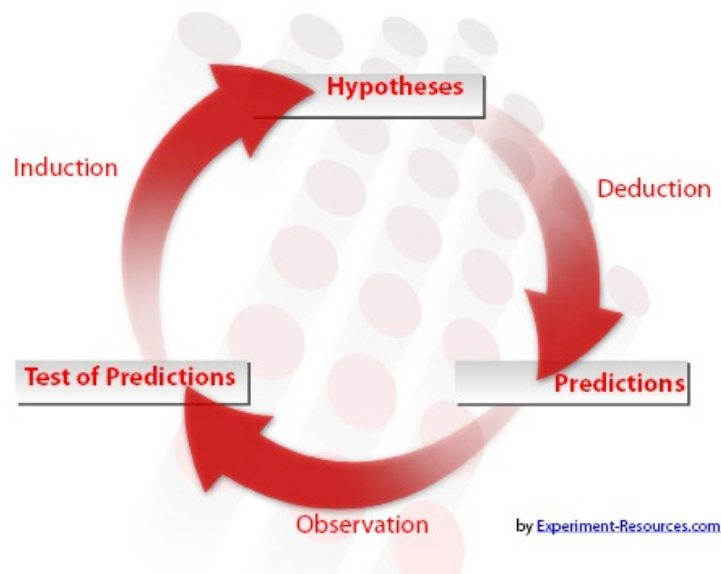 Hypotheses
Induction
Deduction
Test of Predictions
Predictions
Observation
by Experiment-Resources.com